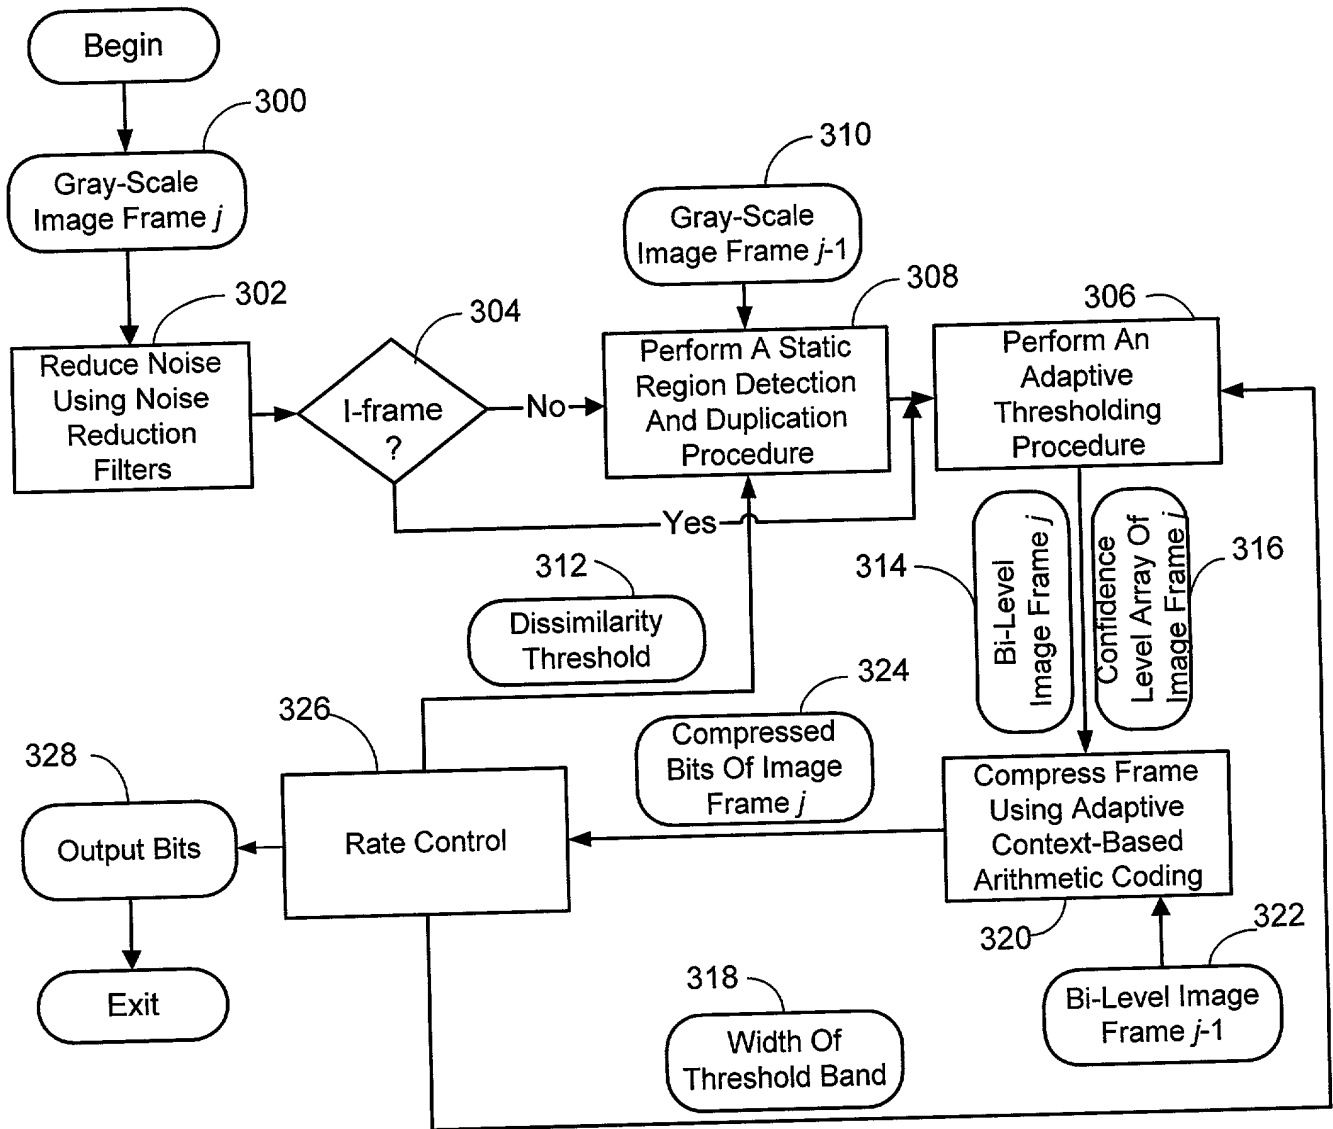 Begin
300
Gray-Scale
Image Frame j
310
Gray-Scale
Image Frame j-1
302
304
308
306
Reduce Noise
Using Noise
Reduction
Filters
I-frame
?
No
Yes
Perform A Static
Region Detection
And Duplication
Procedure
Perform An
Adaptive
Thresholding
Procedure
312
Dissimilarity
Threshold
314
Bi-Level
Image Frame j
Confidence
Level Array Of
Image Frame j
316
324
Compressed
Bits Of Image
Frame j
326
328
Output Bits
Rate Control
Compress Frame
Using Adaptive
Context-Based
Arithmetic Coding
320
322
Exit
318
Width Of
Threshold Band
Bi-Level Image
Frame j-1